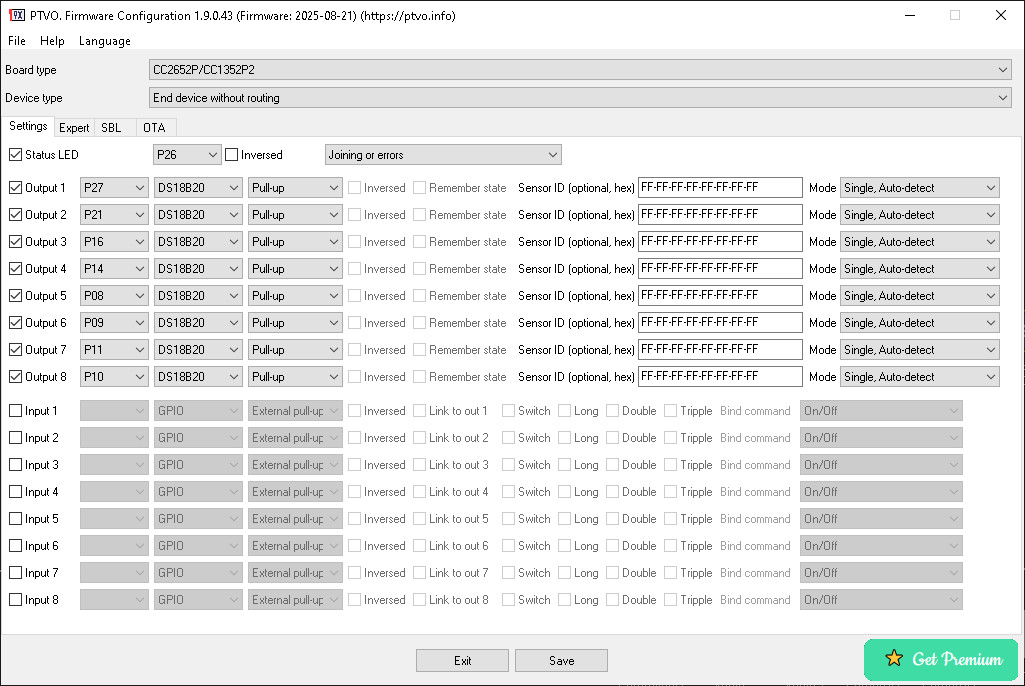 PTVO. Firmware Configuration 1.9.0.43 (Firmware: 2025-08-21) (https://ptvo.info)
File Help Language
Board type CC2652P/CC1352P2
Device type End device without routing
Settings Expert SBL OTA
Status LED P26 Inversed Joining or errors
Output 1 P27 DS18B20 Pull-up Inversed Remember state Sensor ID (optional, hex) FF-FF-FF-FF-FF-FF-FF-FF Mode Single, Auto-detect
Output 2 P21 DS18B20 Pull-up Inversed Remember state Sensor ID (optional, hex) FF-FF-FF-FF-FF-FF-FF-FF Mode Single, Auto-detect
Output 3 P16 DS18B20 Pull-up Inversed Remember state Sensor ID (optional, hex) FF-FF-FF-FF-FF-FF-FF-FF Mode Single, Auto-detect
Output 4 P14 DS18B20 Pull-up Inversed Remember state Sensor ID (optional, hex) FF-FF-FF-FF-FF-FF-FF-FF Mode Single, Auto-detect
Output 5 P08 DS18B20 Pull-up Inversed Remember state Sensor ID (optional, hex) FF-FF-FF-FF-FF-FF-FF-FF Mode Single, Auto-detect
Output 6 P09 DS18B20 Pull-up Inversed Remember state Sensor ID (optional, hex) FF-FF-FF-FF-FF-FF-FF-FF Mode Single, Auto-detect
Output 7 P11 DS18B20 Pull-up Inversed Remember state Sensor ID (optional, hex) FF-FF-FF-FF-FF-FF-FF-FF Mode Single, Auto-detect
Output 8 P10 DS18B20 Pull-up Inversed Remember state Sensor ID (optional, hex) FF-FF-FF-FF-FF-FF-FF-FF Mode Single, Auto-detect
Input 1 GPIO External pull-up Inversed Link to out 1 Switch Long Double Tripple Bind command On/Off
Input 2 GPIO External pull-up Inversed Link to out 2 Switch Long Double Tripple Bind command On/Off
Input 3 GPIO External pull-up Inversed Link to out 3 Switch Long Double Tripple Bind command On/Off
Input 4 GPIO External pull-up Inversed Link to out 4 Switch Long Double Tripple Bind command On/Off
Input 5 GPIO External pull-up Inversed Link to out 5 Switch Long Double Tripple Bind command On/Off
Input 6 GPIO External pull-up Inversed Link to out 6 Switch Long Double Tripple Bind command On/Off
Input 7 GPIO External pull-up Inversed Link to out 7 Switch Long Double Tripple Bind command On/Off
Input 8 GPIO External pull-up Inversed Link to out 8 Switch Long Double Tripple Bind command On/Off
Exit Save Get Premium